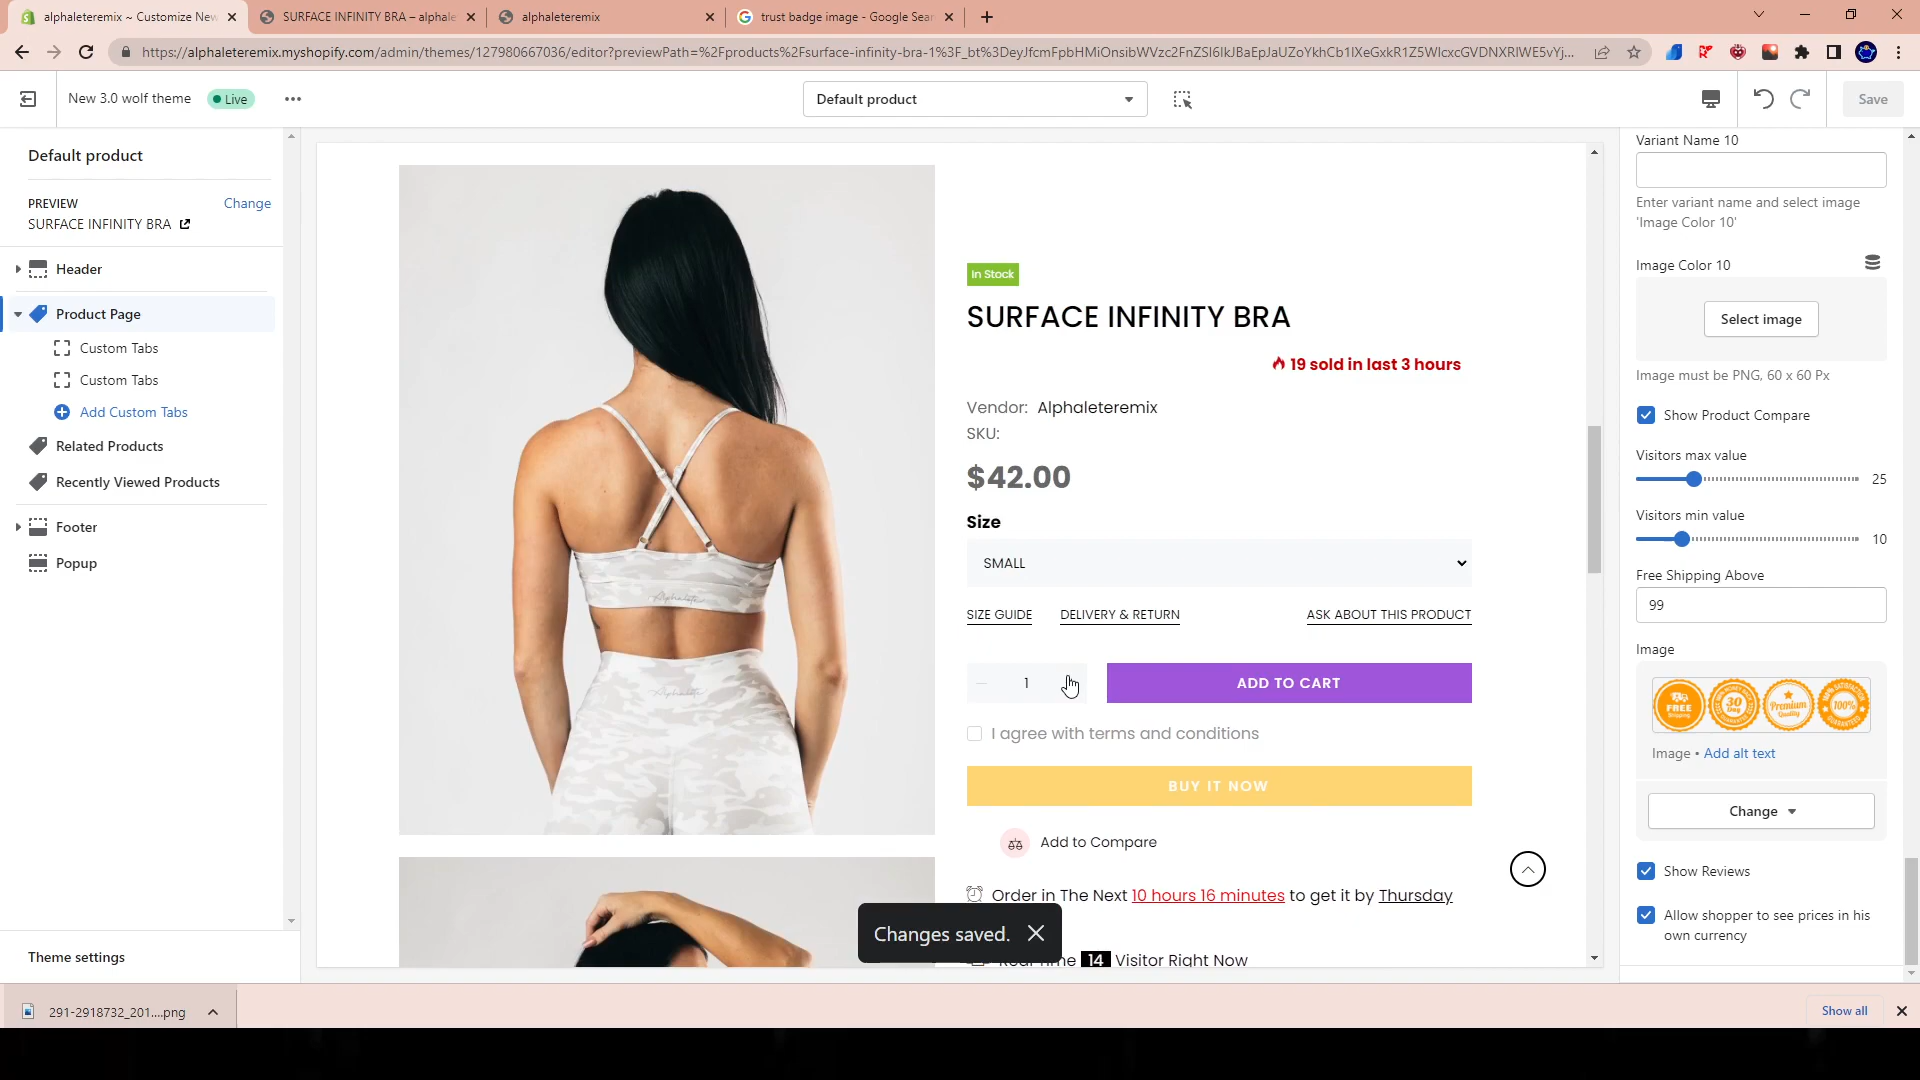 alphaleteremix ~ Customize New
SURFACE INFINITY BRA – alphale
alphaleteremix
trust badge image - Google Sear
https://alphaleteremix.myshopify.com/admin/themes/127980667036/editor?previewPath=%2Fproducts%2Fsurface-infinity-bra-1%3F_bt%3DeyJfcmFpbHMiOnsibWVzc2FnZSI6IkJBaEpJaUZoYkhCb1lXeGxkR1Z5WlcxcGVDNXRlWE5vYj...
New 3.0 wolf theme
Live
Default product
Save
Default product
PREVIEW
Change
SURFACE INFINITY BRA
Header
Product Page
Custom Tabs
Custom Tabs
Add Custom Tabs
Related Products
Recently Viewed Products
Footer
Popup
Theme settings
In Stock
SURFACE INFINITY BRA
19 sold in last 3 hours
Vendor: Alphaleteremix
SKU:
$42.00
Size
SMALL
SIZE GUIDE
DELIVERY & RETURN
ASK ABOUT THIS PRODUCT
1
ADD TO CART
I agree with terms and conditions
BUY IT NOW
Add to Compare
Order in The Next 10 hours 16 minutes to get it by Thursday
Real Time 14 Visitor Right Now
Changes saved.
Alphalete
Alphalete
Variant Name 10
Enter variant name and select image
'Image Color 10'
Image Color 10
Select image
Image must be PNG, 60 x 60 Px
Show Product Compare
Visitors max value
25
Visitors min value
10
Free Shipping Above
99
Image
FREE
30
Day
Premium
Quality
100%
Image • Add alt text
Change
Show Reviews
Allow shopper to see prices in his
own currency
291-2918732_201....png
Show all